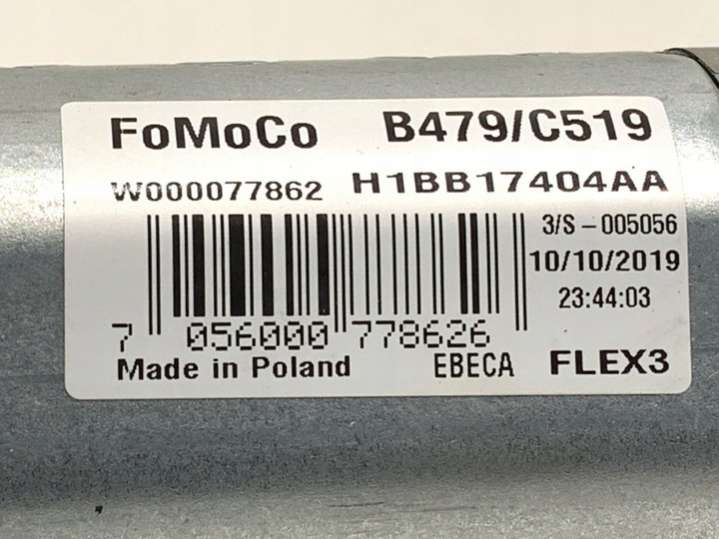 FoMoCo B479/C519
W000077862 H1BB17404AA
3/S-005056
10/10/2019
23:44:03
7 056000 778626
Made in Poland EBECA FLEX3